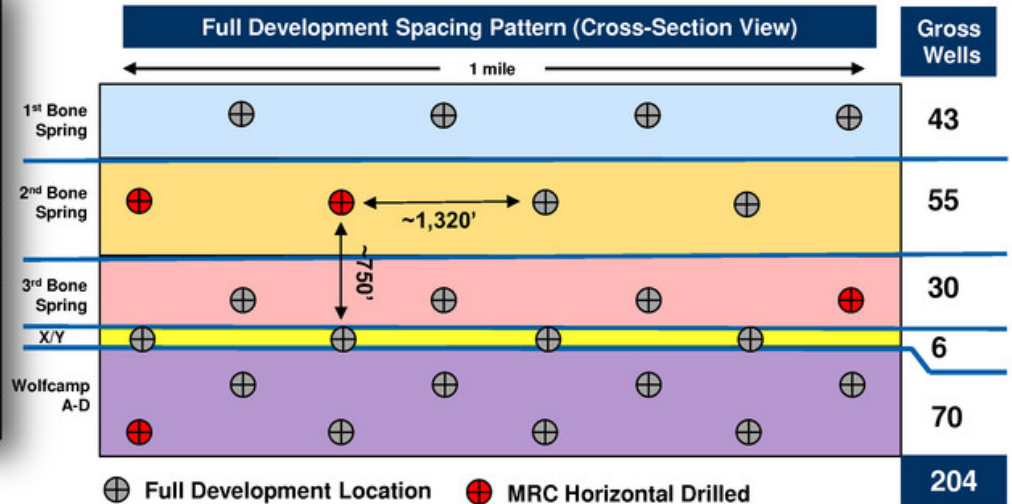 Full Development Spacing Pattern (Cross-Section View)
Gross
Wells
1 mile
1st Bone
Spring
43
2nd Bone
Spring
~1,320'
55
~750'
3rd Bone
Spring
30
X/Y
6
Wolfcamp
A-D
70
204
Full Development Location
MRC Horizontal Drilled